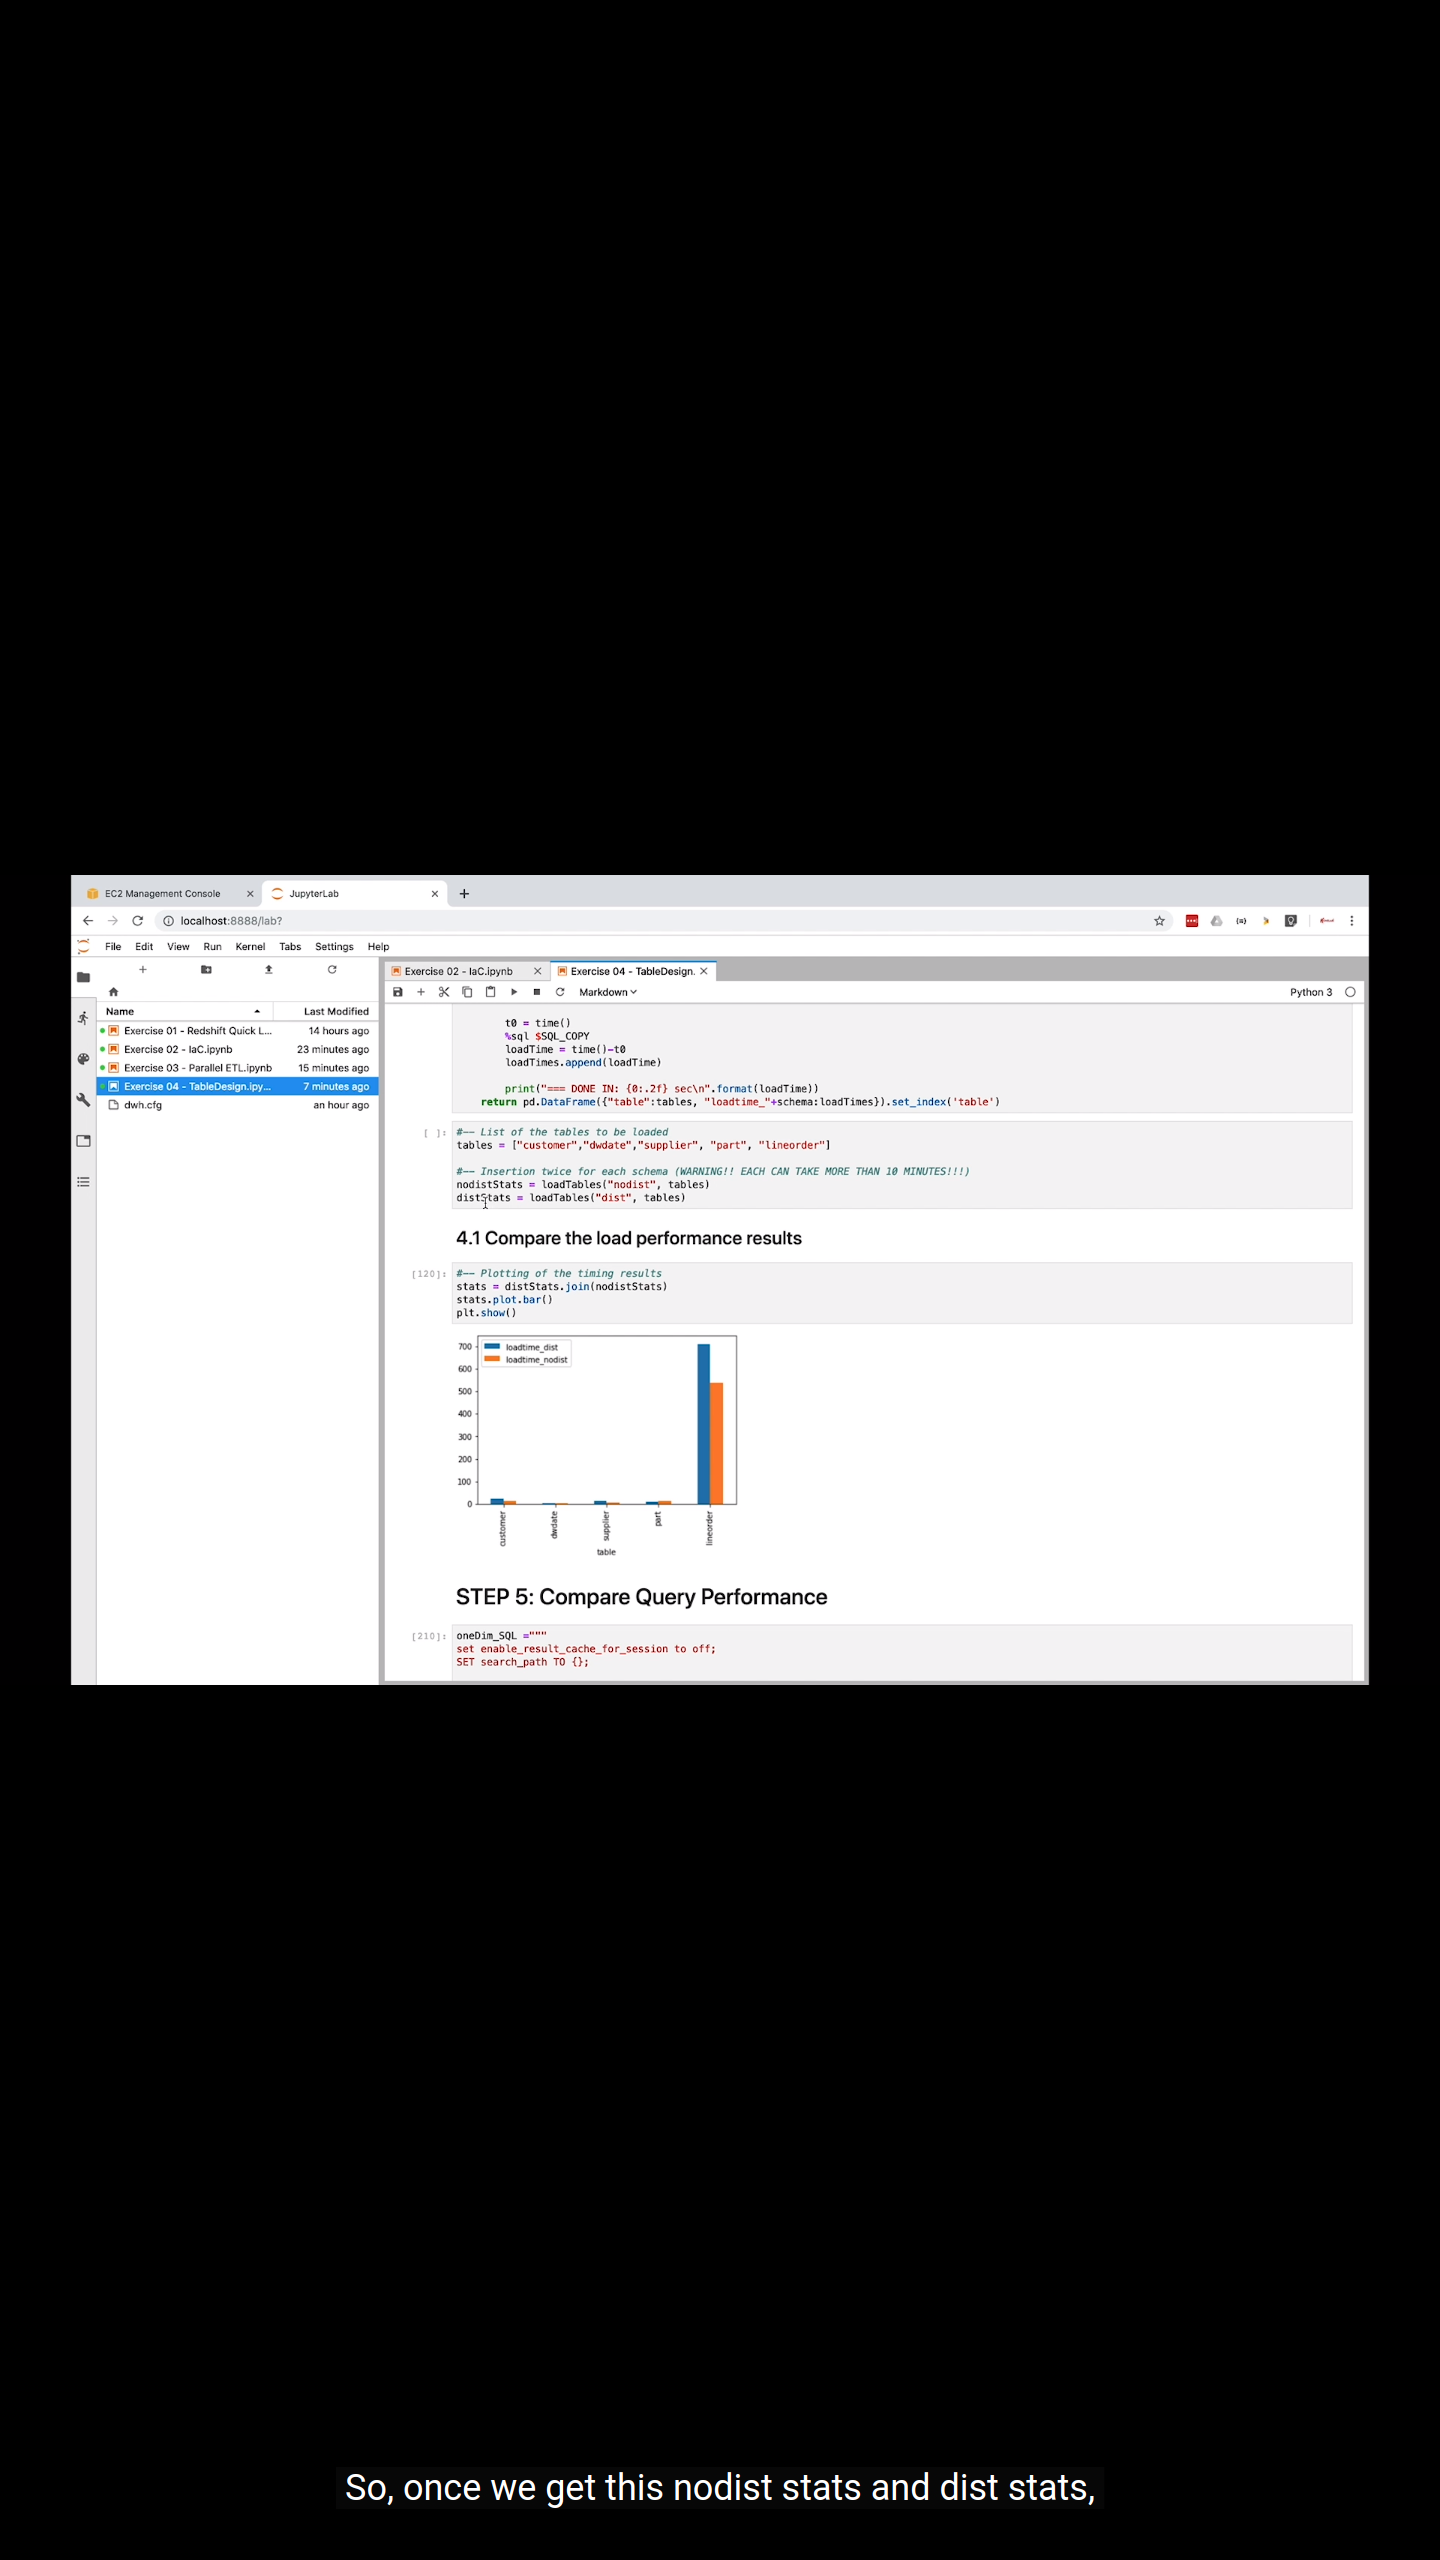 EC2 Management Console
JupyterLab
localhost:8888/lab?
File Edit View Run Kernel Tabs Settings Help
Name Last Modified
Exercise 01 - Redshift Quick L... 14 hours ago
Exercise 02 - IaC.ipynb 23 minutes ago
Exercise 03 - Parallel ETL.ipynb 15 minutes ago
Exercise 04 - TableDesign.ipy... 7 minutes ago
dwh.cfg an hour ago
Exercise 02 - IaC.ipynb
Exercise 04 - TableDesign.
Markdown
Python 3
t0 = time()
%sql $SQL_COPY
loadTime = time()-t0
loadTimes.append(loadTime)
print("=== DONE IN: {0:.2f} sec\n".format(loadTime))
return pd.DataFrame({"table":tables, "loadtime_"+schema:loadTimes}).set_index('table')
[ ]:
#-- List of the tables to be loaded
tables = ["customer","dwdate","supplier", "part", "lineorder"]
#-- Insertion twice for each schema (WARNING!! EACH CAN TAKE MORE THAN 10 MINUTES!!!)
nodistStats = loadTables("nodist", tables)
distStats = loadTables("dist", tables)
4.1 Compare the load performance results
[120]:
#-- Plotting of the timing results
stats = distStats.join(nodistStats)
stats.plot.bar()
plt.show()
loadtime_dist
loadtime_nodist
700
600
500
400
300
200
100
0
customer
dwdate
supplier
part
lineorder
table
STEP 5: Compare Query Performance
[210]:
oneDim_SQL ="""
set enable_result_cache_for_session to off;
SET search_path TO {};
So, once we get this nodist stats and dist stats,